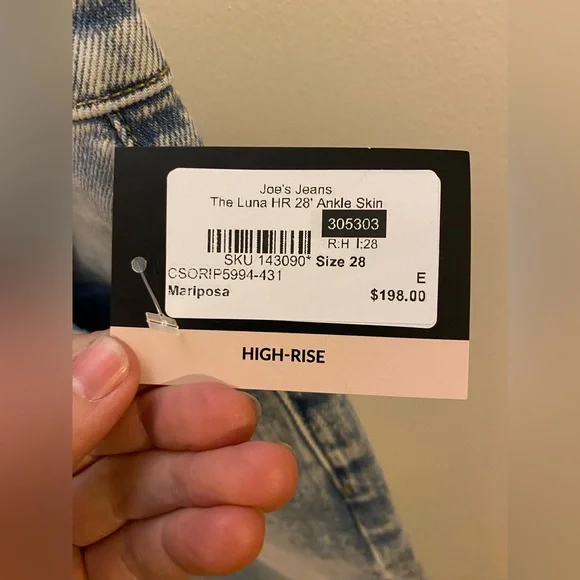 Joe's Jeans
The Luna HR 28' Ankle Skin
305303
R:H I:28
SKU 143090* Size 28
CSORIP5994-431 E
Mariposa $198.00
HIGH-RISE